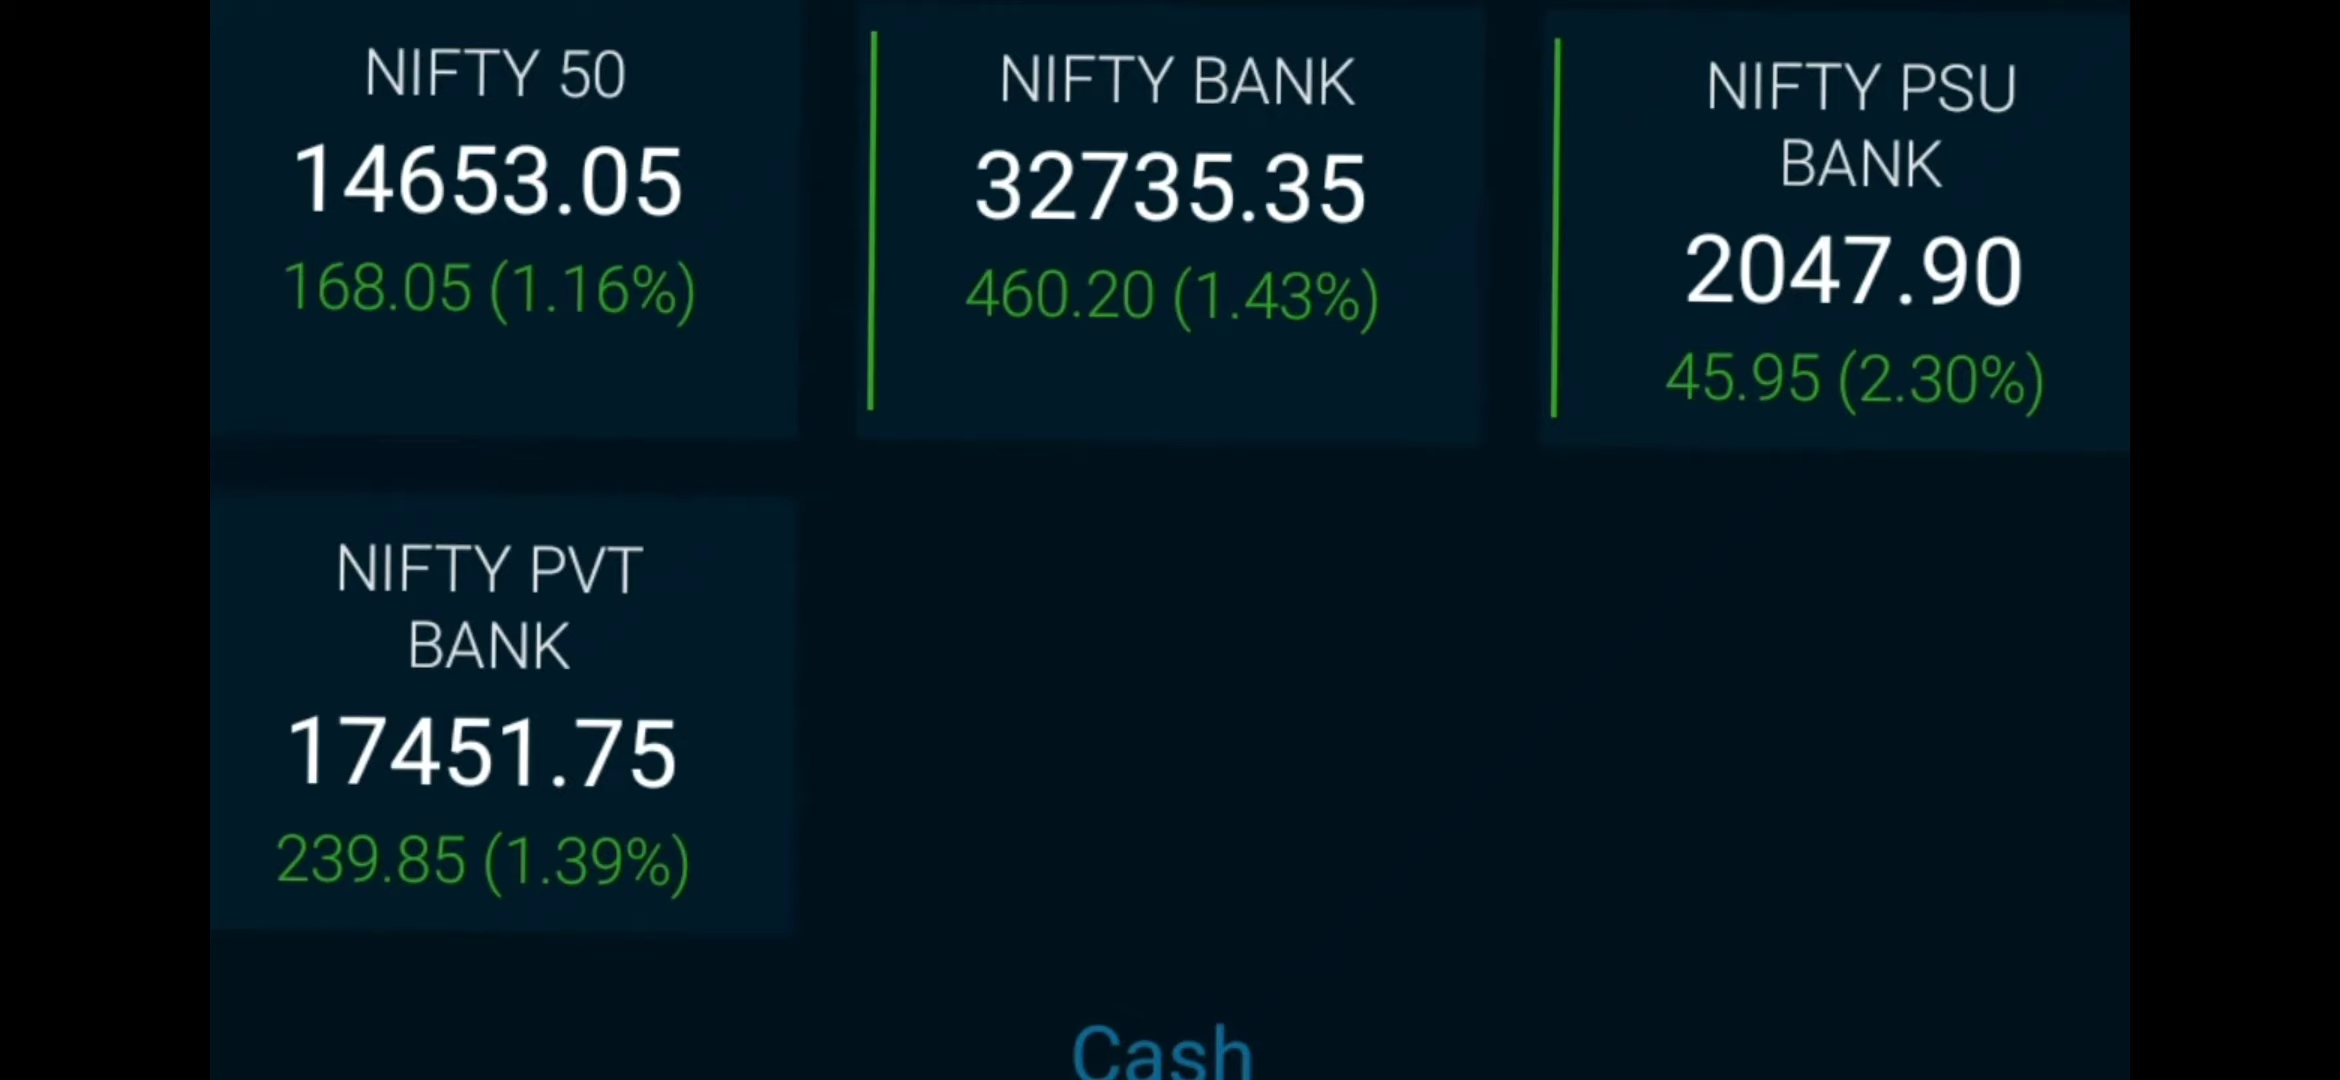 NIFTY 50
14653.05
168.05 (1.16%)
NIFTY BANK
32735.35
460.20 (1.43%)
NIFTY PSU
BANK
2047.90
45.95 (2.30%)
NIFTY PVT
BANK
17451.75
239.85 (1.39%)
Cash